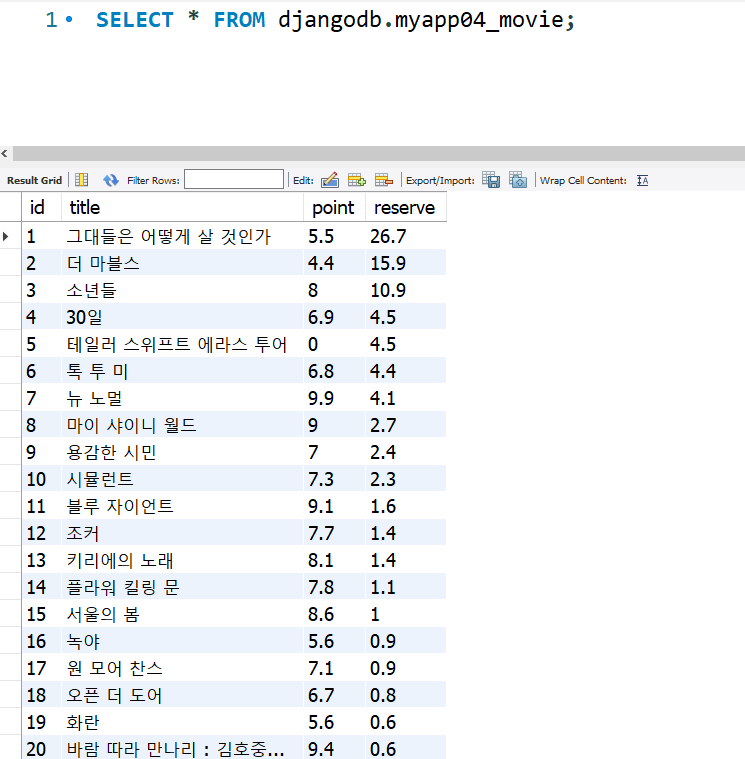 1 SELECT * FROM djangodb.myapp04_movie;
Result Grid Filter Rows: Edit: Export/Import: Wrap Cell Content:
id title point reserve
1 그대들은 어떻게 살 것인가 5.5 26.7
2 더 마블스 4.4 15.9
3 소년들 8 10.9
4 30일 6.9 4.5
5 테일러 스위프트 에라스 투어 0 4.5
6 톡 투 미 6.8 4.4
7 뉴 노멀 9.9 4.1
8 마이 샤이니 월드 9 2.7
9 용감한 시민 7 2.4
10 시뮬런트 7.3 2.3
11 블루 자이언트 9.1 1.6
12 조커 7.7 1.4
13 키리에의 노래 8.1 1.4
14 플라워 킬링 문 7.8 1.1
15 서울의 봄 8.6 1
16 녹야 5.6 0.9
17 원 모어 찬스 7.1 0.9
18 오픈 더 도어 6.7 0.8
19 화란 5.6 0.6
20 바람 따라 만나리 : 김호중... 9.4 0.6